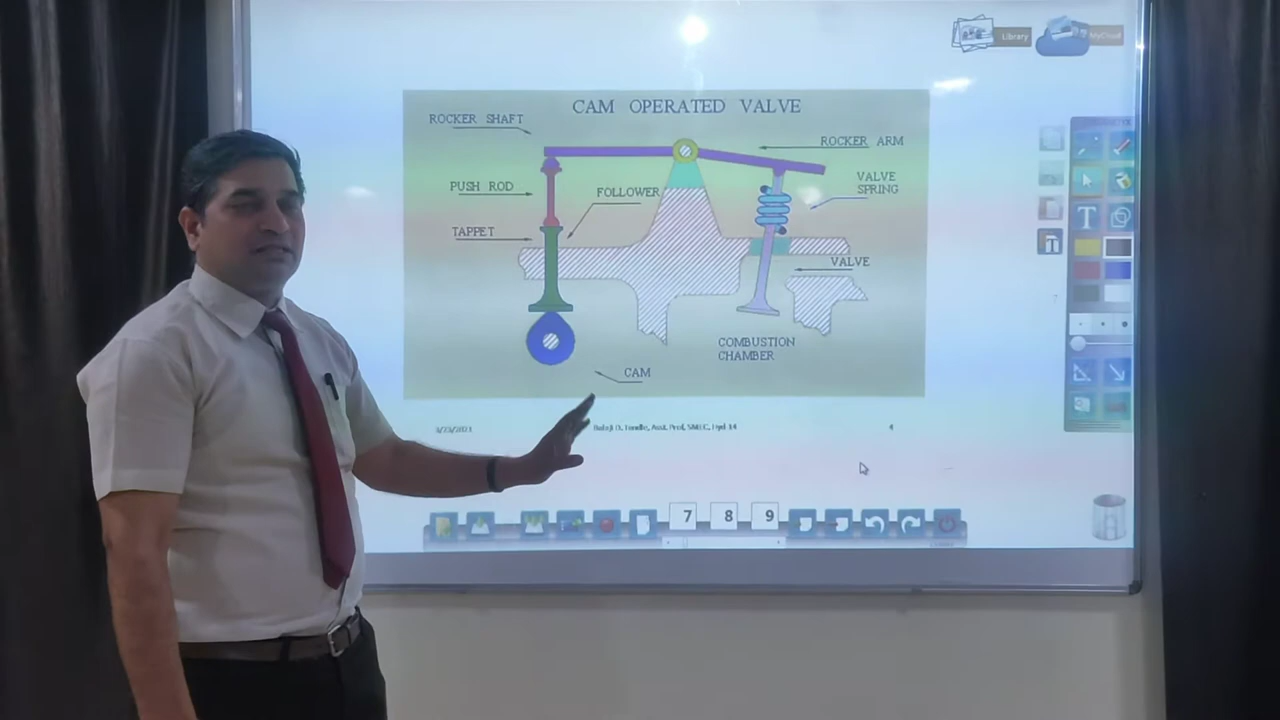 Library
MyCloud
CAM OPERATED VALVE
ROCKER SHAFT
ROCKER ARM
PUSH ROD
FOLLOWER
VALVE
SPRING
TAPPET
VALVE
COMBUSTION
CHAMBER
CAM
4
7 8 9
T
T